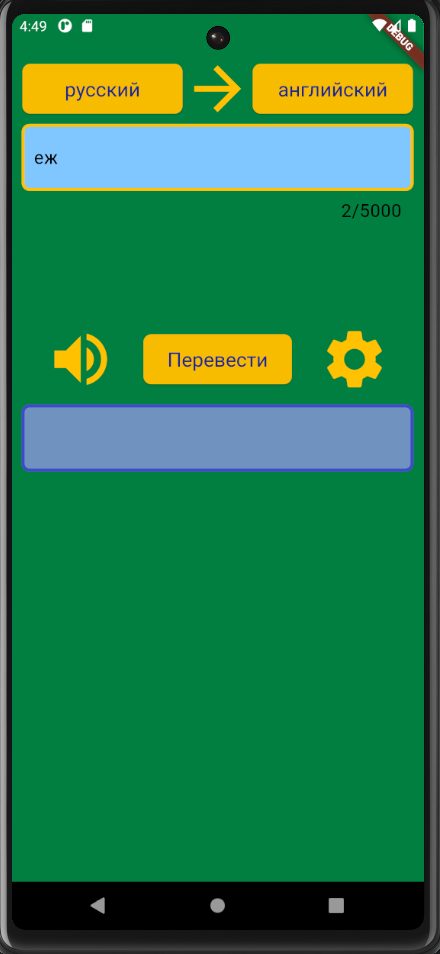 4:49
DEBUG
русский
английский
еж
2/5000
Перевести